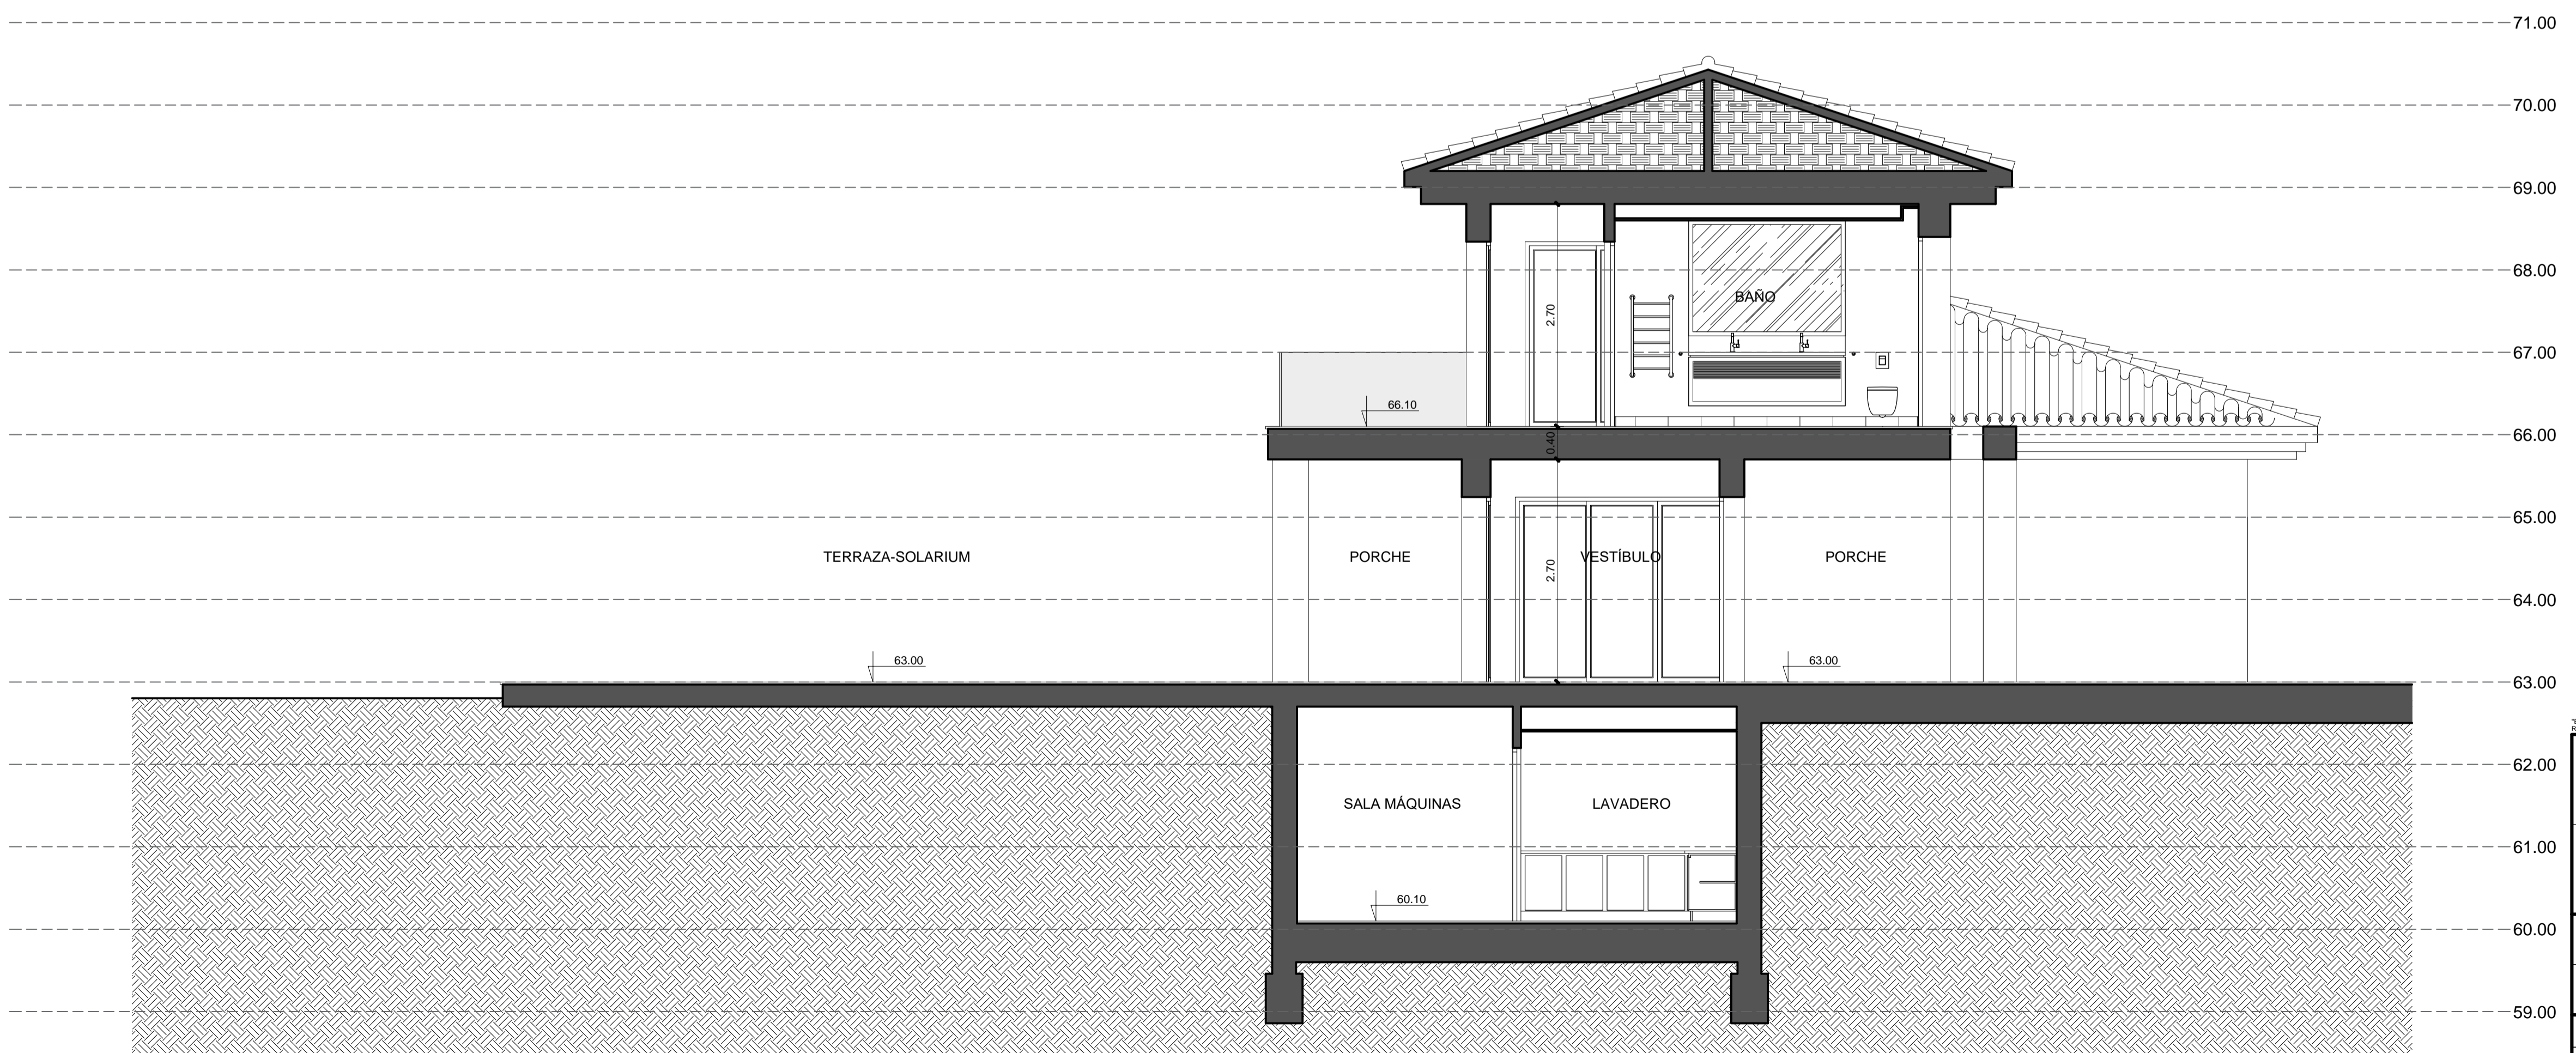 71.00
70.00
69.00
68.00
BAÑO
2.70
67.00
66.10
66.00
0.40
65.00
TERRAZA-SOLARIUM
PORCHE
VESTÍBULO
PORCHE
2.70
64.00
63.00
63.00
63.00
62.00
SALA MÁQUINAS
LAVADERO
61.00
60.10
60.00
59.00